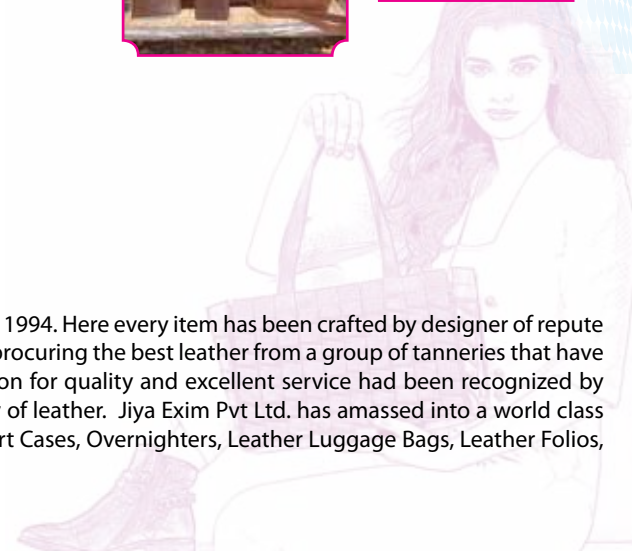 1994. Here every item has been crafted by designer of repute
procuring the best leather from a group of tanneries that have
for quality and excellent service had been recognized by
of leather. Jiya Exim Pvt Ltd. has amassed into a world class
Cases, Overnighters, Leather Luggage Bags, Leather Folios,